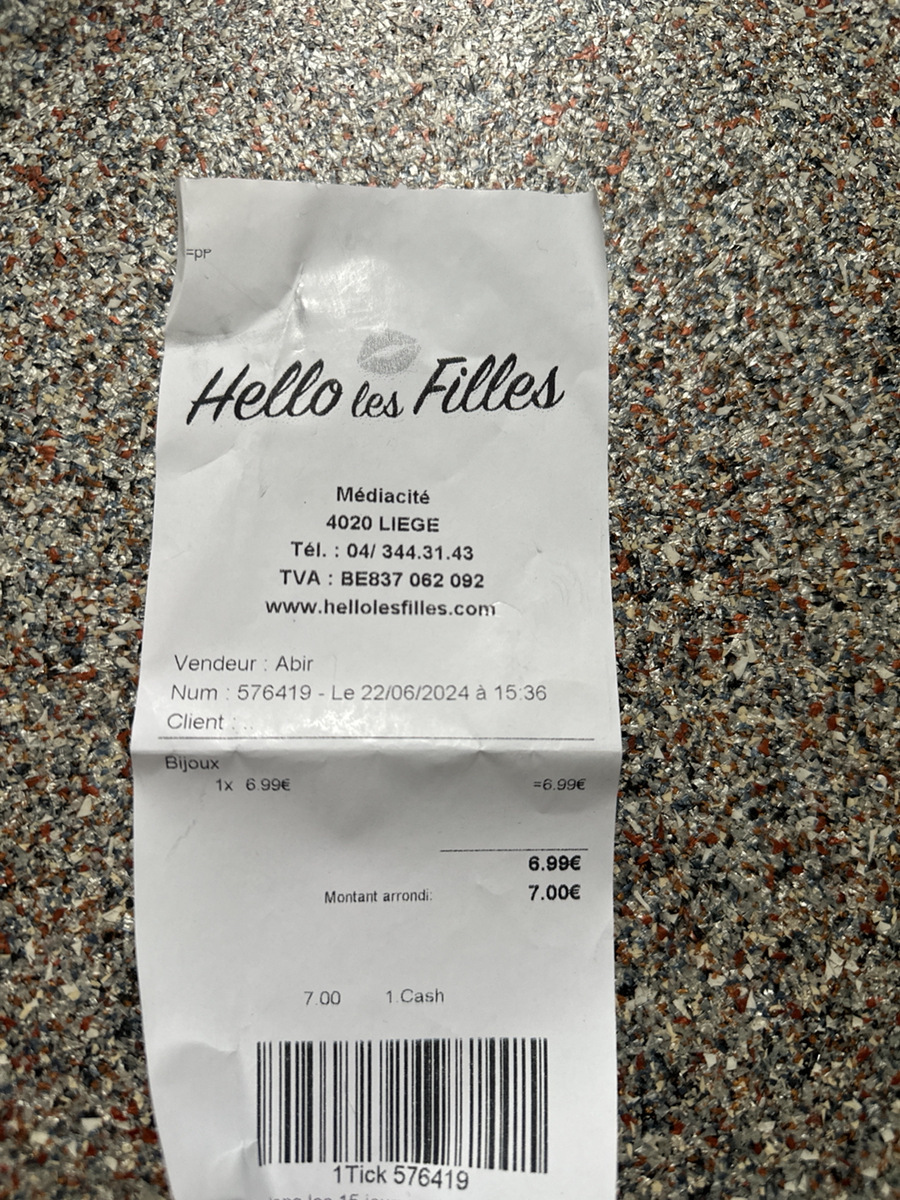 =pp
Hello les Filles
Médiacité
4020 LIEGE
Tél. : 04/ 344.31.43
TVA : BE837 062 092
www.hellolesfilles.com
Vendeur : Abir
Num : 576419 - Le 22/06/2024 à 15:36
Client : ..
Bijoux
1x 6.99€ =6.99€
6.99€
Montant arrondi: 7.00€
7.00 1.Cash
1Tick 576419